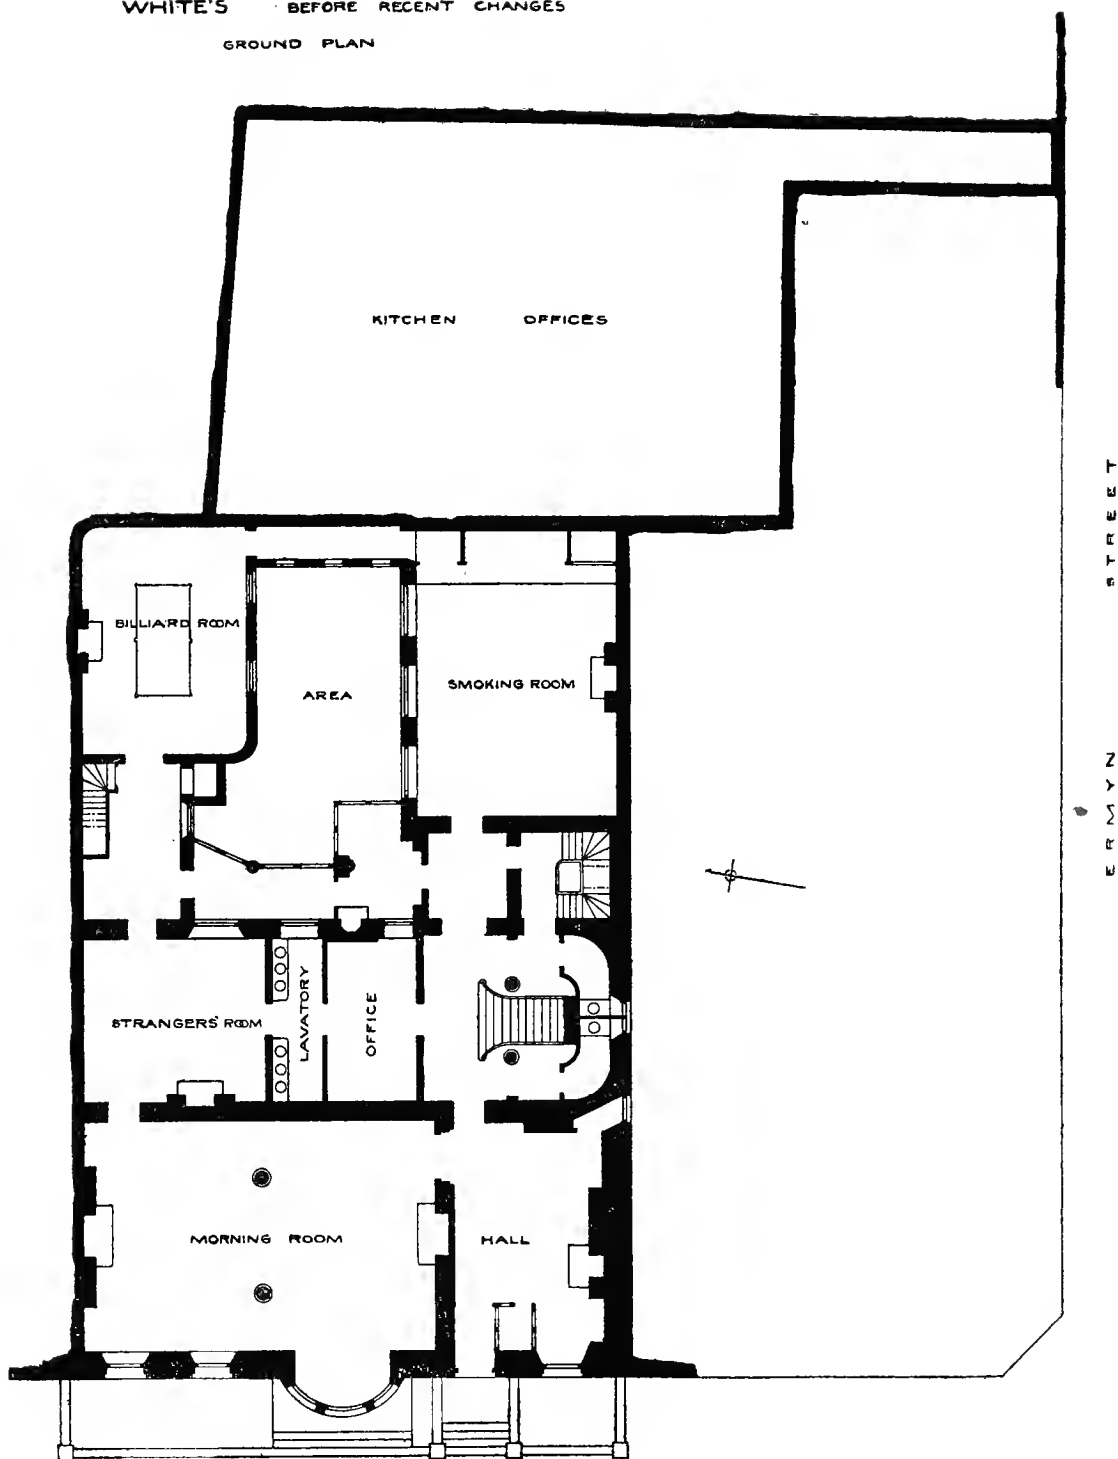 WHITE'S BEFORE RECENT CHANGES
GROUND PLAN
KITCHEN OFFICES
BILLIARD ROOM
AREA
SMOKING ROOM
STRANGERS' ROOM
LAVATORY
OFFICE
MORNING ROOM
HALL
ERMYN STREET